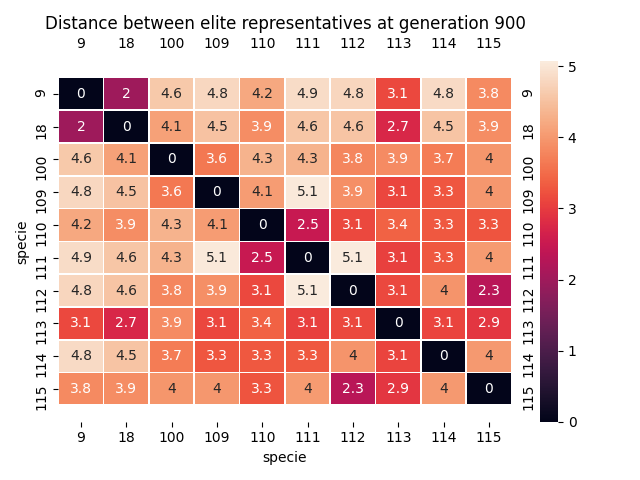 Distance between elite representatives at generation 900
9 18 100 109 110 111 112 113 114 115
9 0 2 4.6 4.8 4.2 4.9 4.8 3.1 4.8 3.8 9
18 2 0 4.1 4.5 3.9 4.6 4.6 2.7 4.5 3.9 18
100 4.6 4.1 0 3.6 4.3 4.3 3.8 3.9 3.7 4 100
109 4.8 4.5 3.6 0 4.1 5.1 3.9 3.1 3.3 4 109
110 4.2 3.9 4.3 4.1 0 2.5 3.1 3.4 3.3 3.3 110
111 4.9 4.6 4.3 5.1 2.5 0 5.1 3.1 3.3 4 111
112 4.8 4.6 3.8 3.9 3.1 5.1 0 3.1 4 2.3 112
113 3.1 2.7 3.9 3.1 3.4 3.1 3.1 0 3.1 2.9 113
114 4.8 4.5 3.7 3.3 3.3 3.3 4 3.1 0 4 114
115 3.8 3.9 4 4 3.3 4 2.3 2.9 4 0 115
9 18 100 109 110 111 112 113 114 115
specie
specie
5
4
3
2
1
0